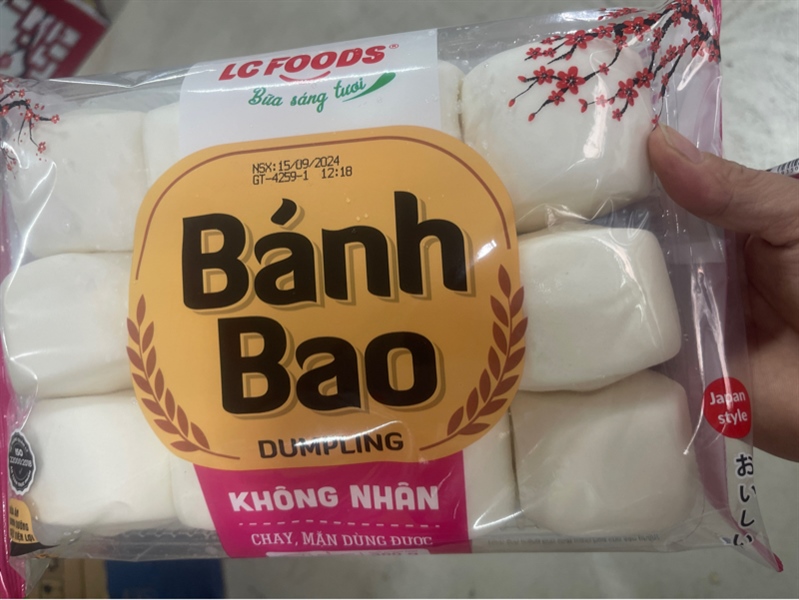 LC FOODS®
Bữa sáng tươi
NSX:15/09/2024
GT-4259-1 12:18
Bánh
Bao
DUMPLING
KHÔNG NHÂN
CHAY, MẶN DÙNG ĐƯỢC
Japan
style
おいしい
ISO